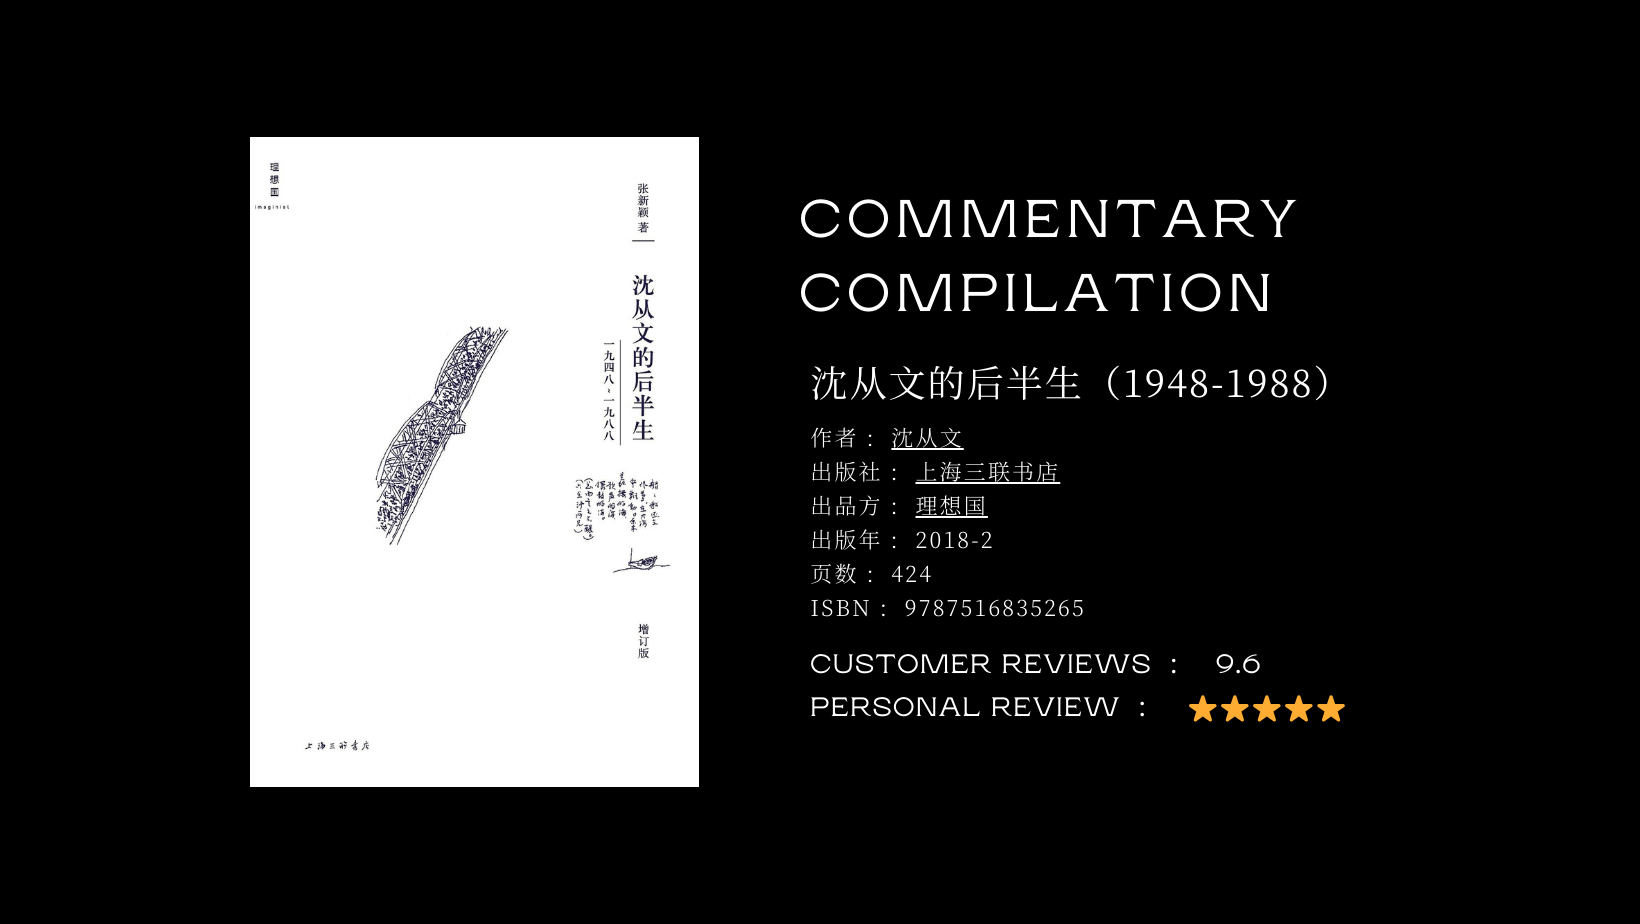 理想国
imaginist
张新颖 著
沈从文的后半生
一九四八~一九八八
增订版
上海三联书店
COMMENTARY
COMPILATION
沈从文的后半生（1948-1988）
作者： 沈从文
出版社： 上海三联书店
出品方： 理想国
出版年： 2018-2
页数： 424
ISBN： 9787516835265
CUSTOMER REVIEWS ： 9.6
PERSONAL REVIEW ：